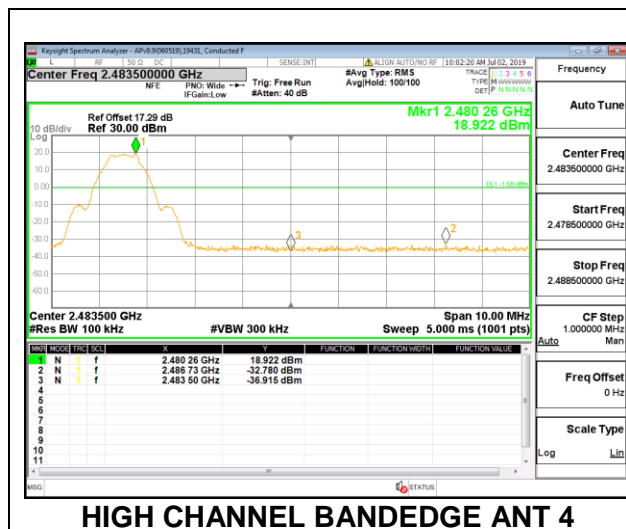 Keysight Spectrum Analyzer - APv9.9(060519),19431, Conducted F
L RF 50 Ω DC SENSE:INT ALIGN AUTO/NO RF 10:02:20 AM Jul 02, 2019
Center Freq 2.483500000 GHz
NFE
PNO: Wide
IFGain:Low
Trig: Free Run
#Atten: 40 dB
#Avg Type: RMS
Avg|Hold: 100/100
TRACE 1 2 3 4 5 6
TYPE M WWWWW
DET P N N N N N
Frequency
Auto Tune
Center Freq
2.483500000 GHz
Start Freq
2.478500000 GHz
Stop Freq
2.488500000 GHz
CF Step
1.000000 MHz
Auto Man
Freq Offset
0 Hz
Scale Type
Log Lin
Ref Offset 17.29 dB
Ref 30.00 dBm
10 dB/div
Log
Mkr1 2.480 26 GHz
18.922 dBm
20.0
10.0
0.00
-10.0
-20.0
-30.0
-40.0
-50.0
-60.0
1
2
3
DL1 -1.08 dBm
Center 2.483500 GHz
Span 10.00 MHz
#Res BW 100 kHz
#VBW 300 kHz
Sweep 5.000 ms (1001 pts)
MKR MODE TRC SCL X Y FUNCTION FUNCTION WIDTH FUNCTION VALUE
1 N 1 f 2.480 26 GHz 18.922 dBm
2 N 1 f 2.486 73 GHz -32.780 dBm
3 N 1 f 2.483 50 GHz -36.915 dBm
4
5
6
7
8
9
10
11
MSG
STATUS
HIGH CHANNEL BANDEDGE ANT 4